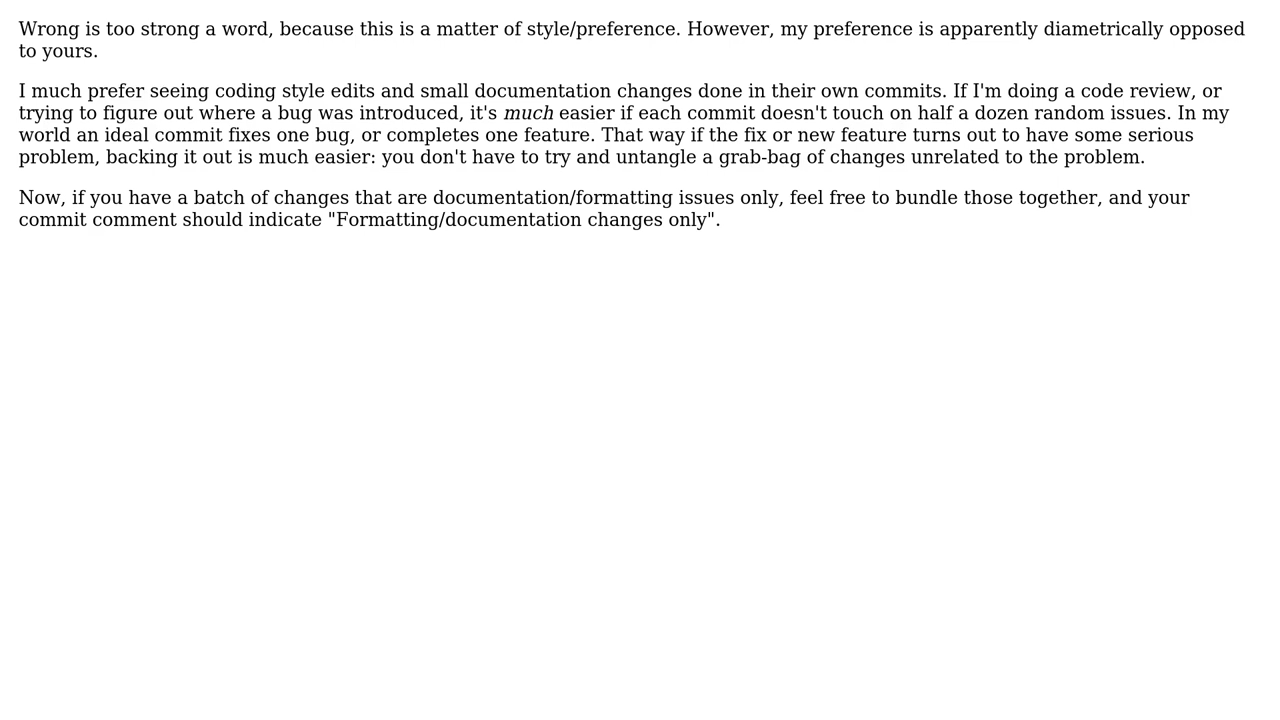 Wrong is too strong a word, because this is a matter of style/preference. However, my preference is apparently diametrically opposed
to yours.
I much prefer seeing coding style edits and small documentation changes done in their own commits. If I'm doing a code review, or
trying to figure out where a bug was introduced, it's much easier if each commit doesn't touch on half a dozen random issues. In my
world an ideal commit fixes one bug, or completes one feature. That way if the fix or new feature turns out to have some serious
problem, backing it out is much easier: you don't have to try and untangle a grab-bag of changes unrelated to the problem.
Now, if you have a batch of changes that are documentation/formatting issues only, feel free to bundle those together, and your
commit comment should indicate "Formatting/documentation changes only".